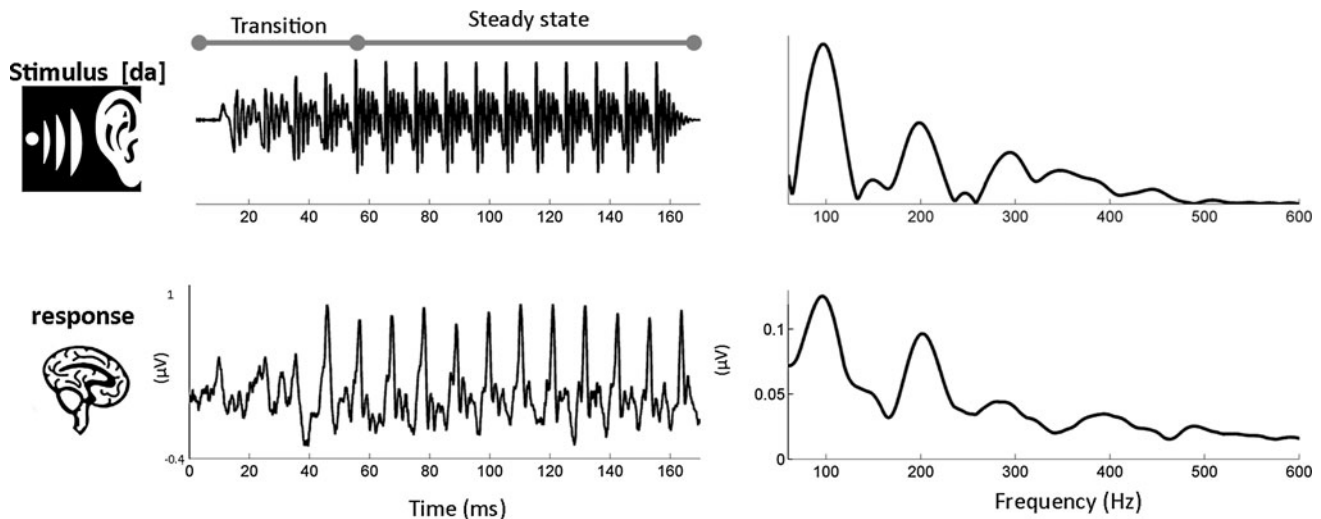 Transition
Steady state
Stimulus [da]
20 40 60 80 100 120 140 160
100 200 300 400 500 600
response
1
(µV)
-0.4
0 20 40 60 80 100 120 140 160
Time (ms)
0.1
(µV)
0.05
0
100 200 300 400 500 600
Frequency (Hz)